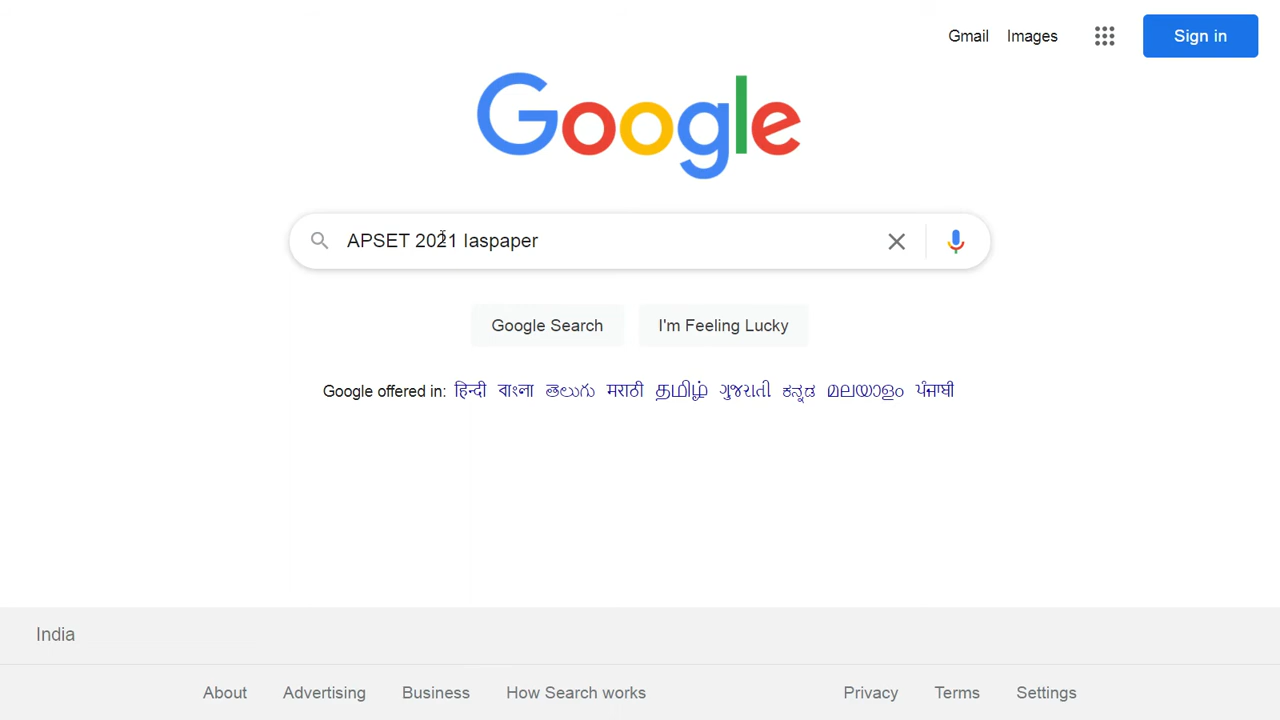 Gmail Images Sign in
Google
APSET 2021 Iaspaper
Google Search I'm Feeling Lucky
Google offered in: हिन्दी বাংলা తెలుగు मराठी தமிழ் ગુજરાતી ಕನ್ನಡ മലയാളം ਪੰਜਾਬੀ
India
About Advertising Business How Search works Privacy Terms Settings